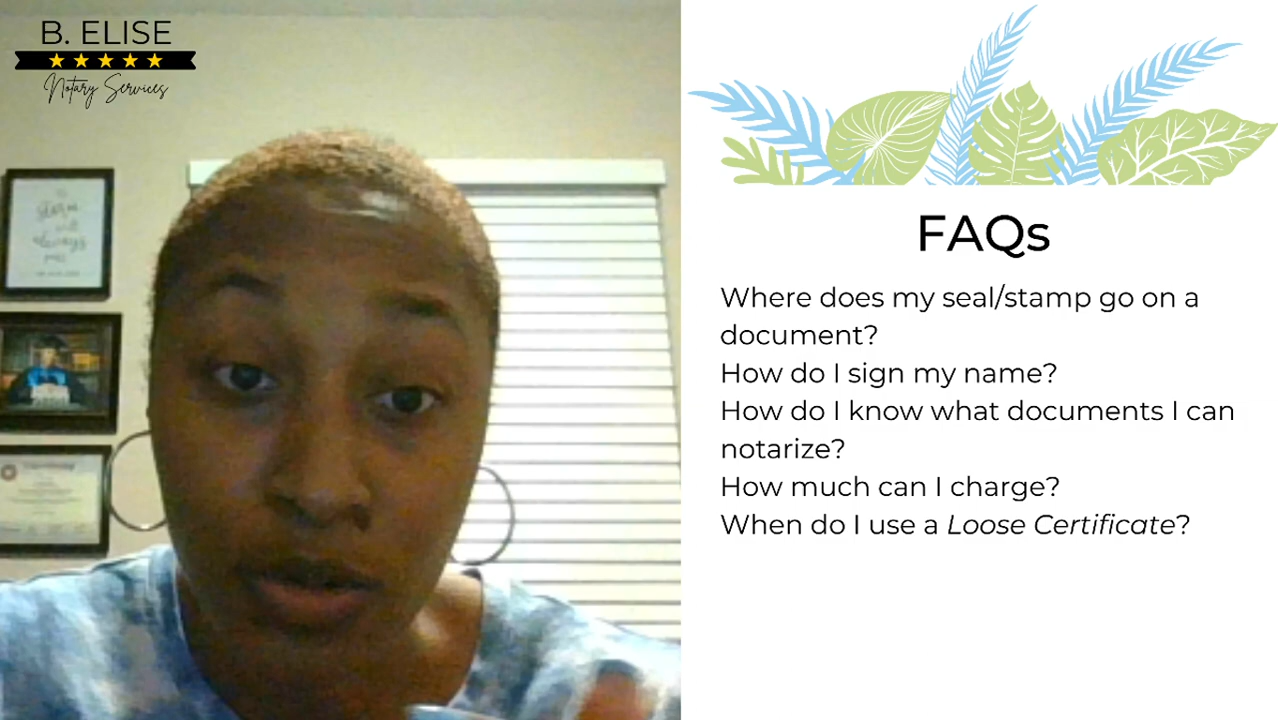 B. ELISE
Notary Services
FAQs
Where does my seal/stamp go on a
document?
How do I sign my name?
How do I know what documents I can
notarize?
How much can I charge?
When do I use a Loose Certificate?